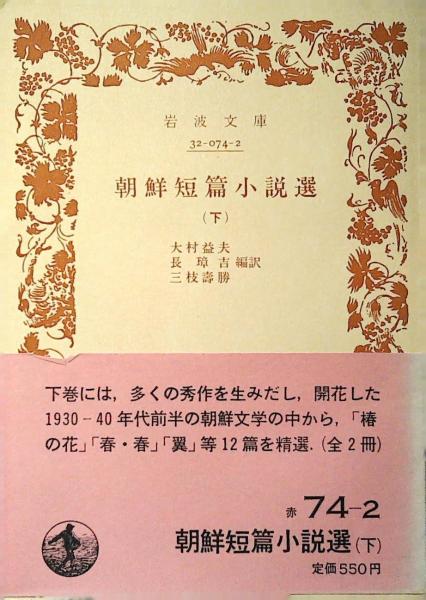 岩波文庫
32-074-2
朝鮮短篇小説選
(下)
大村益夫
長璋吉 編訳
三枝壽勝
下巻には，多くの秀作を生みだし，開花した
1930－40年代前半の朝鮮文学の中から，「椿
の花」「春・春」「翼」等12篇を精選．(全2冊)
赤 74-2
朝鮮短篇小説選(下)
定価550円